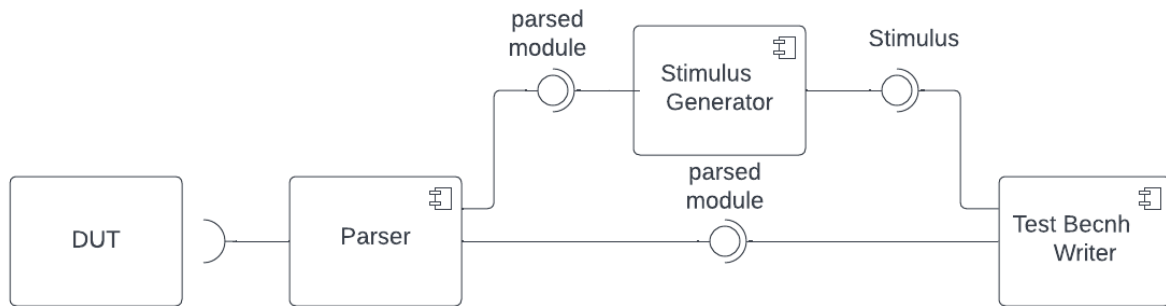 parsed
module
Stimulus
Stimulus
Generator
parsed
module
DUT
Parser
Test Becnh
Writer